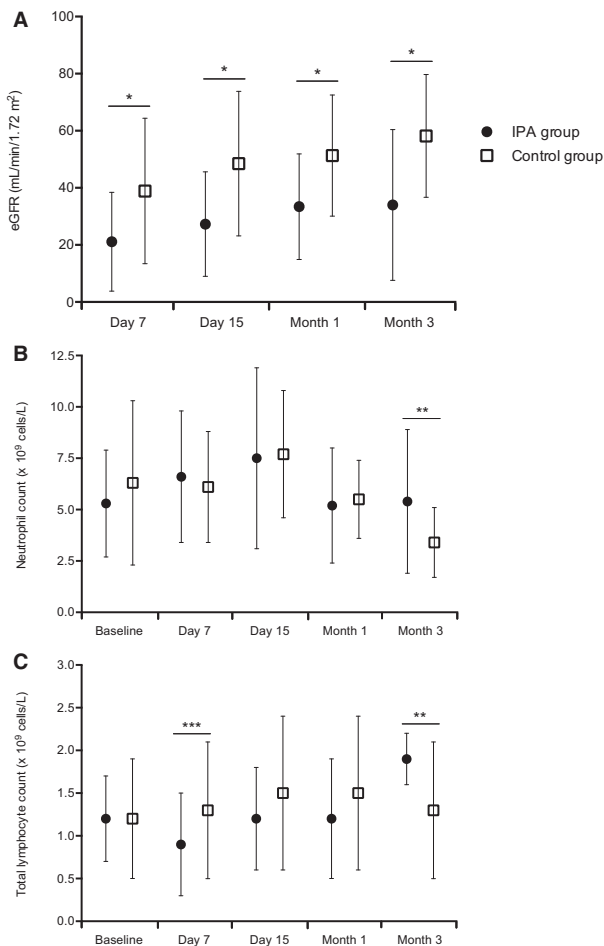 A
100
80
60
40
20
0
eGFR (mL/min/1.72 m²)
* * * *
Day 7 Day 15 Month 1 Month 3
IPA group
Control group
B
12.5
10.0
7.5
5.0
2.5
0.0
Neutrophil count (x 10⁹ cells/L)
**
Baseline Day 7 Day 15 Month 1 Month 3
C
3.0
2.5
2.0
1.5
1.0
0.5
0.0
Total lymphocyte count (x 10⁹ cells/L)
*** **
Baseline Day 7 Day 15 Month 1 Month 3